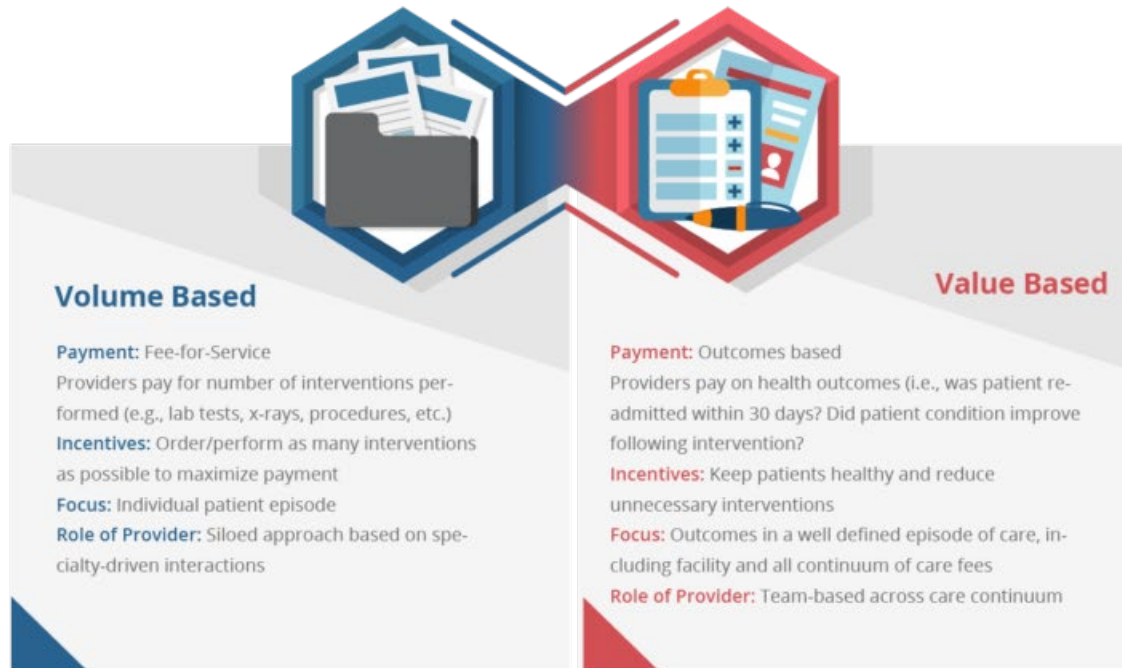 Volume Based
Payment: Fee-for-Service
Providers pay for number of interventions per-
formed (e.g., lab tests, x-rays, procedures, etc.)
Incentives: Order/perform as many interventions
as possible to maximize payment
Focus: Individual patient episode
Role of Provider: Siloed approach based on spe-
cialty-driven interactions
Value Based
Payment: Outcomes based
Providers pay on health outcomes (i.e., was patient re-
admitted within 30 days? Did patient condition improve
following intervention?
Incentives: Keep patients healthy and reduce
unnecessary interventions
Focus: Outcomes in a well defined episode of care, in-
cluding facility and all continuum of care fees
Role of Provider: Team-based across care continuum